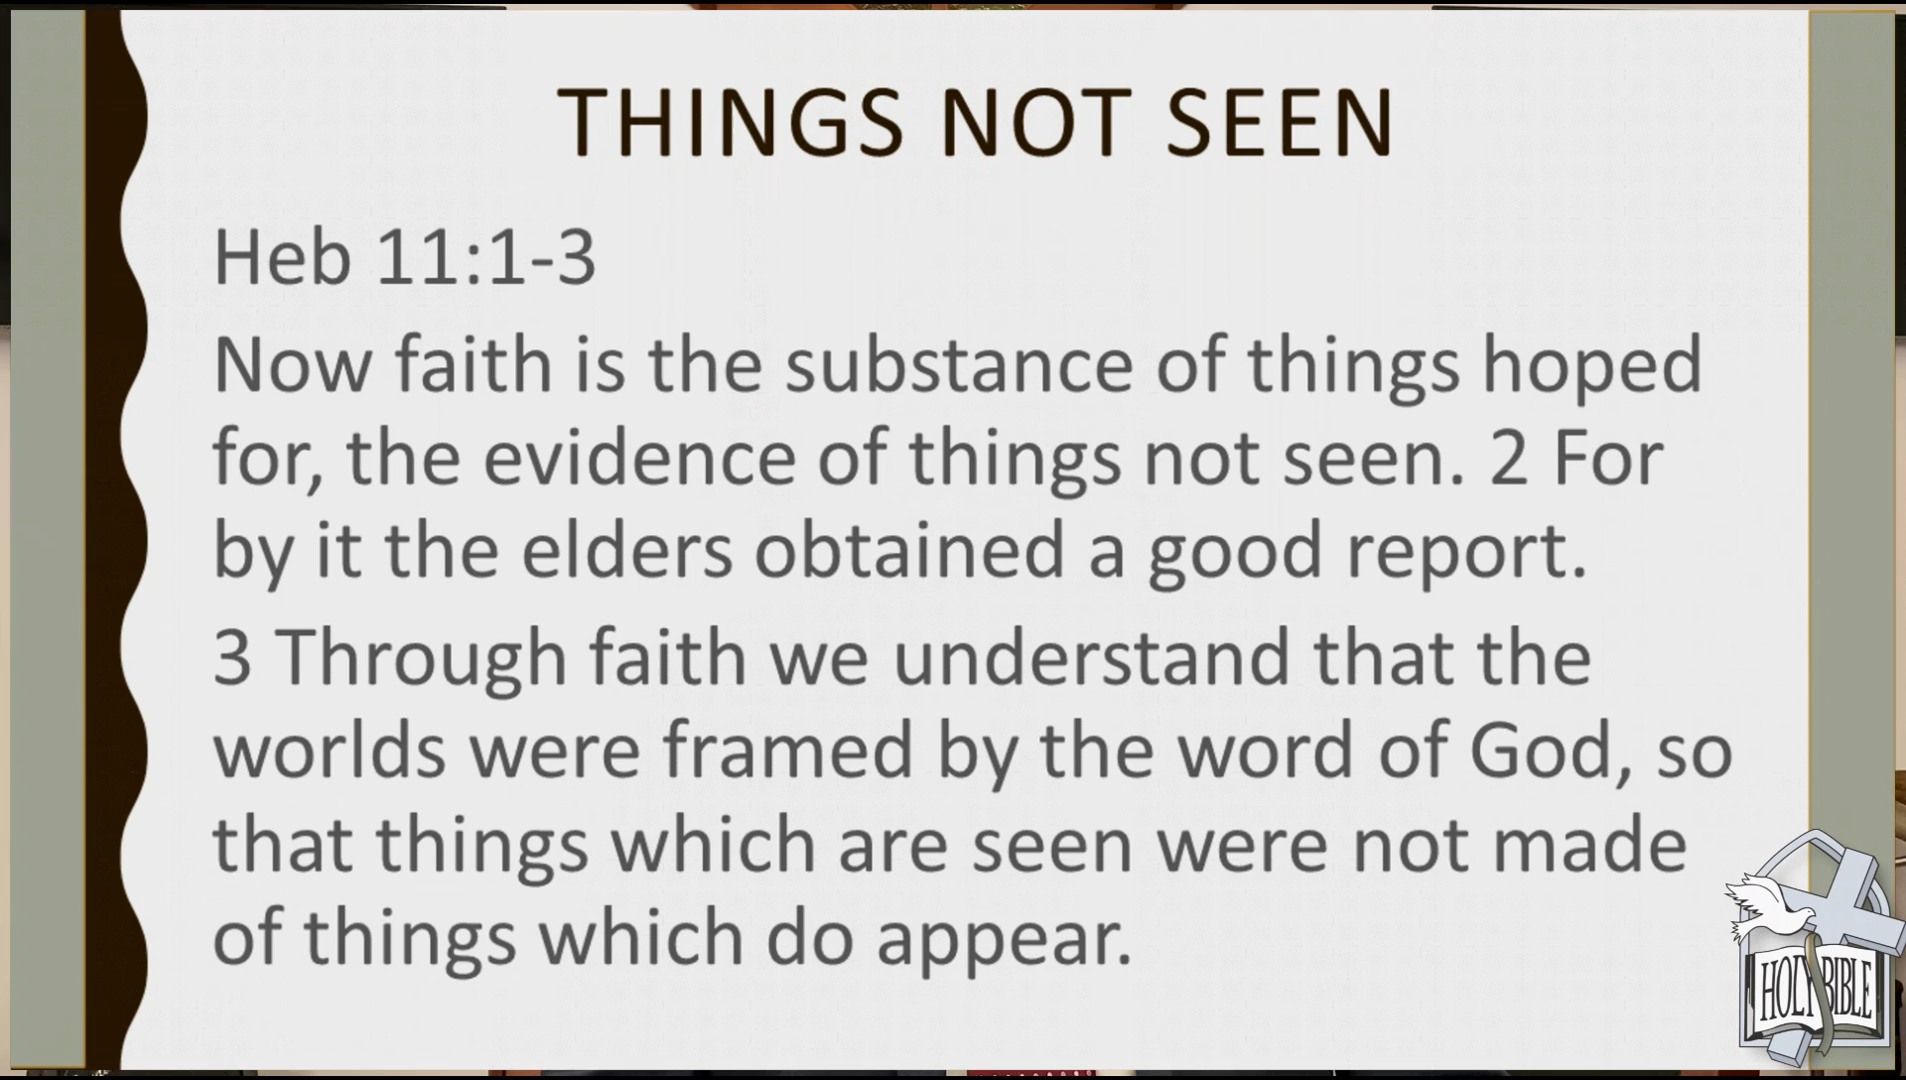 THINGS NOT SEEN
Heb 11:1-3
Now faith is the substance of things hoped
for, the evidence of things not seen. 2 For
by it the elders obtained a good report.
3 Through faith we understand that the
worlds were framed by the word of God, so
that things which are seen were not made
of things which do appear.
HOLY BIBLE